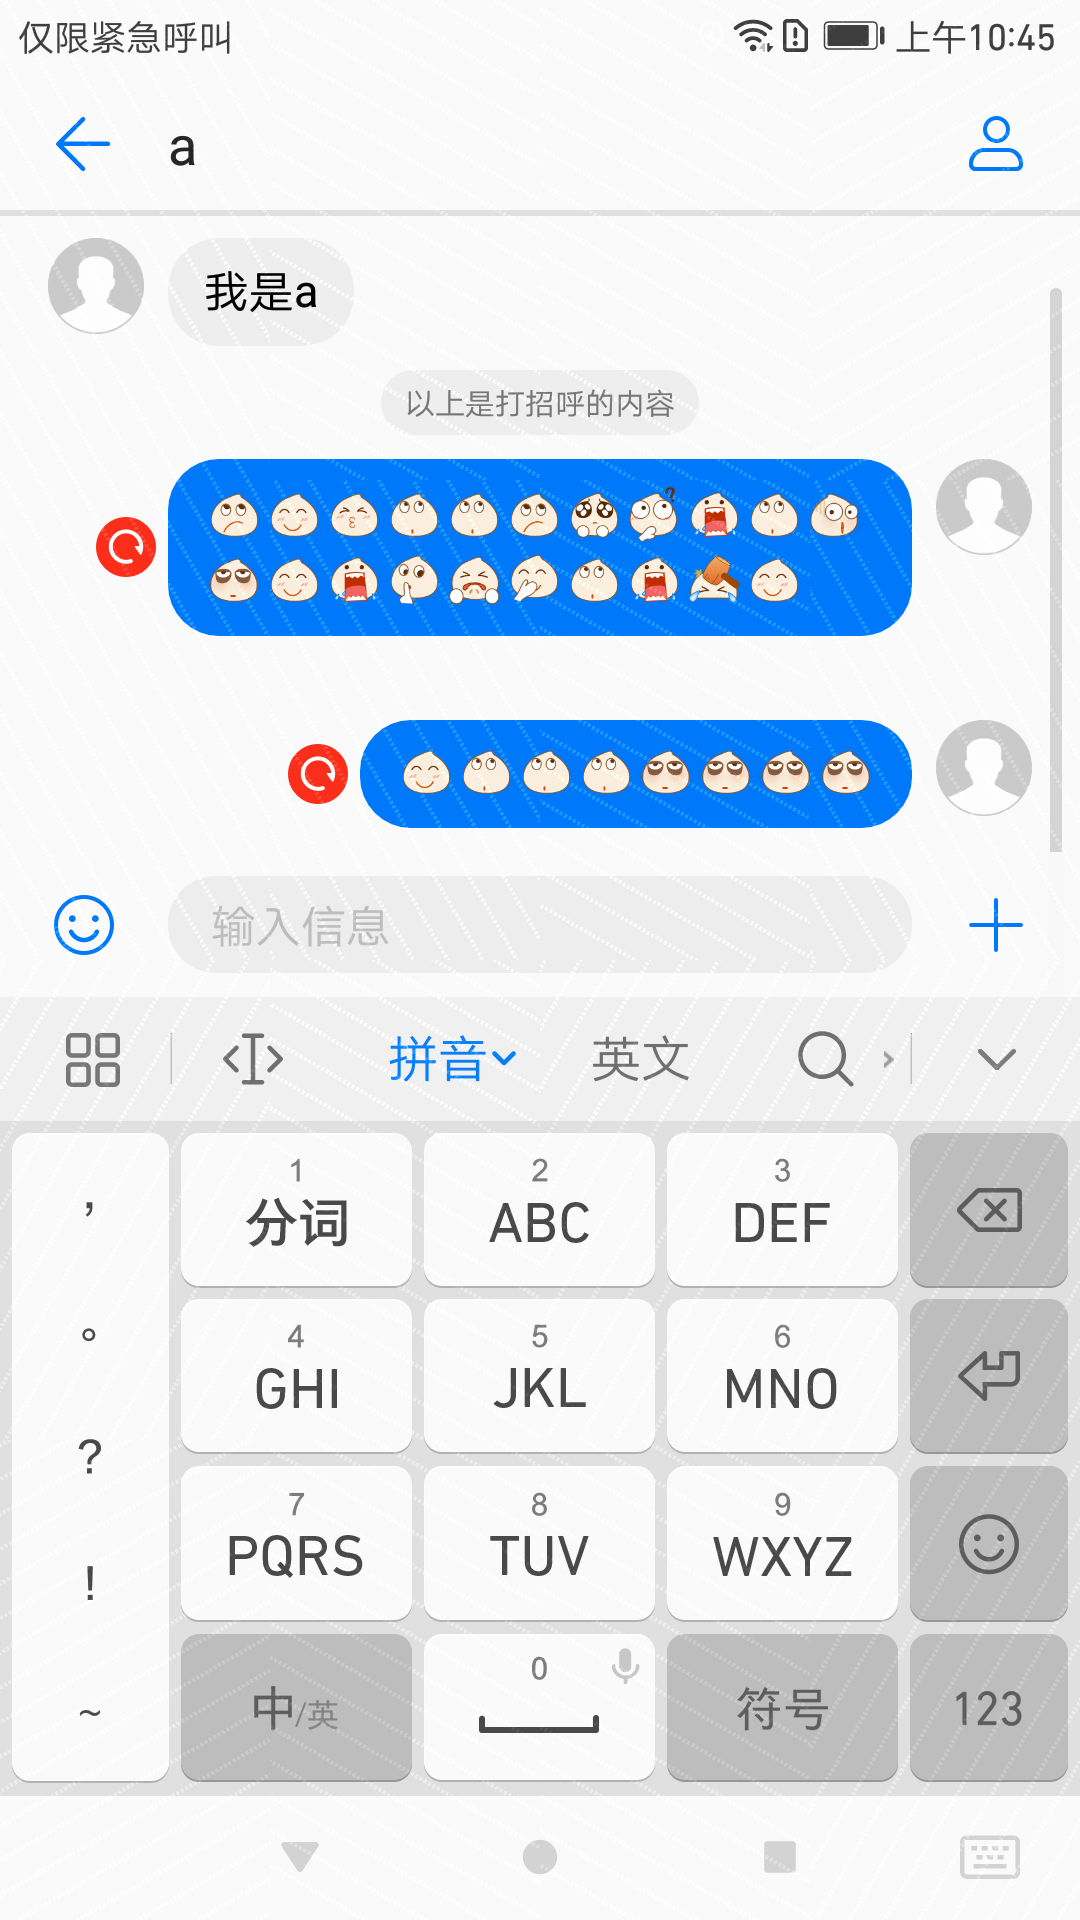 仅限紧急呼叫 上午10:45
a
我是a
以上是打招呼的内容
输入信息
拼音 英文
, 1 2 3
分词 ABC DEF
。 4 5 6
GHI JKL MNO
?
7 8 9
PQRS TUV WXYZ
!
0
~ 中/英 符号 123